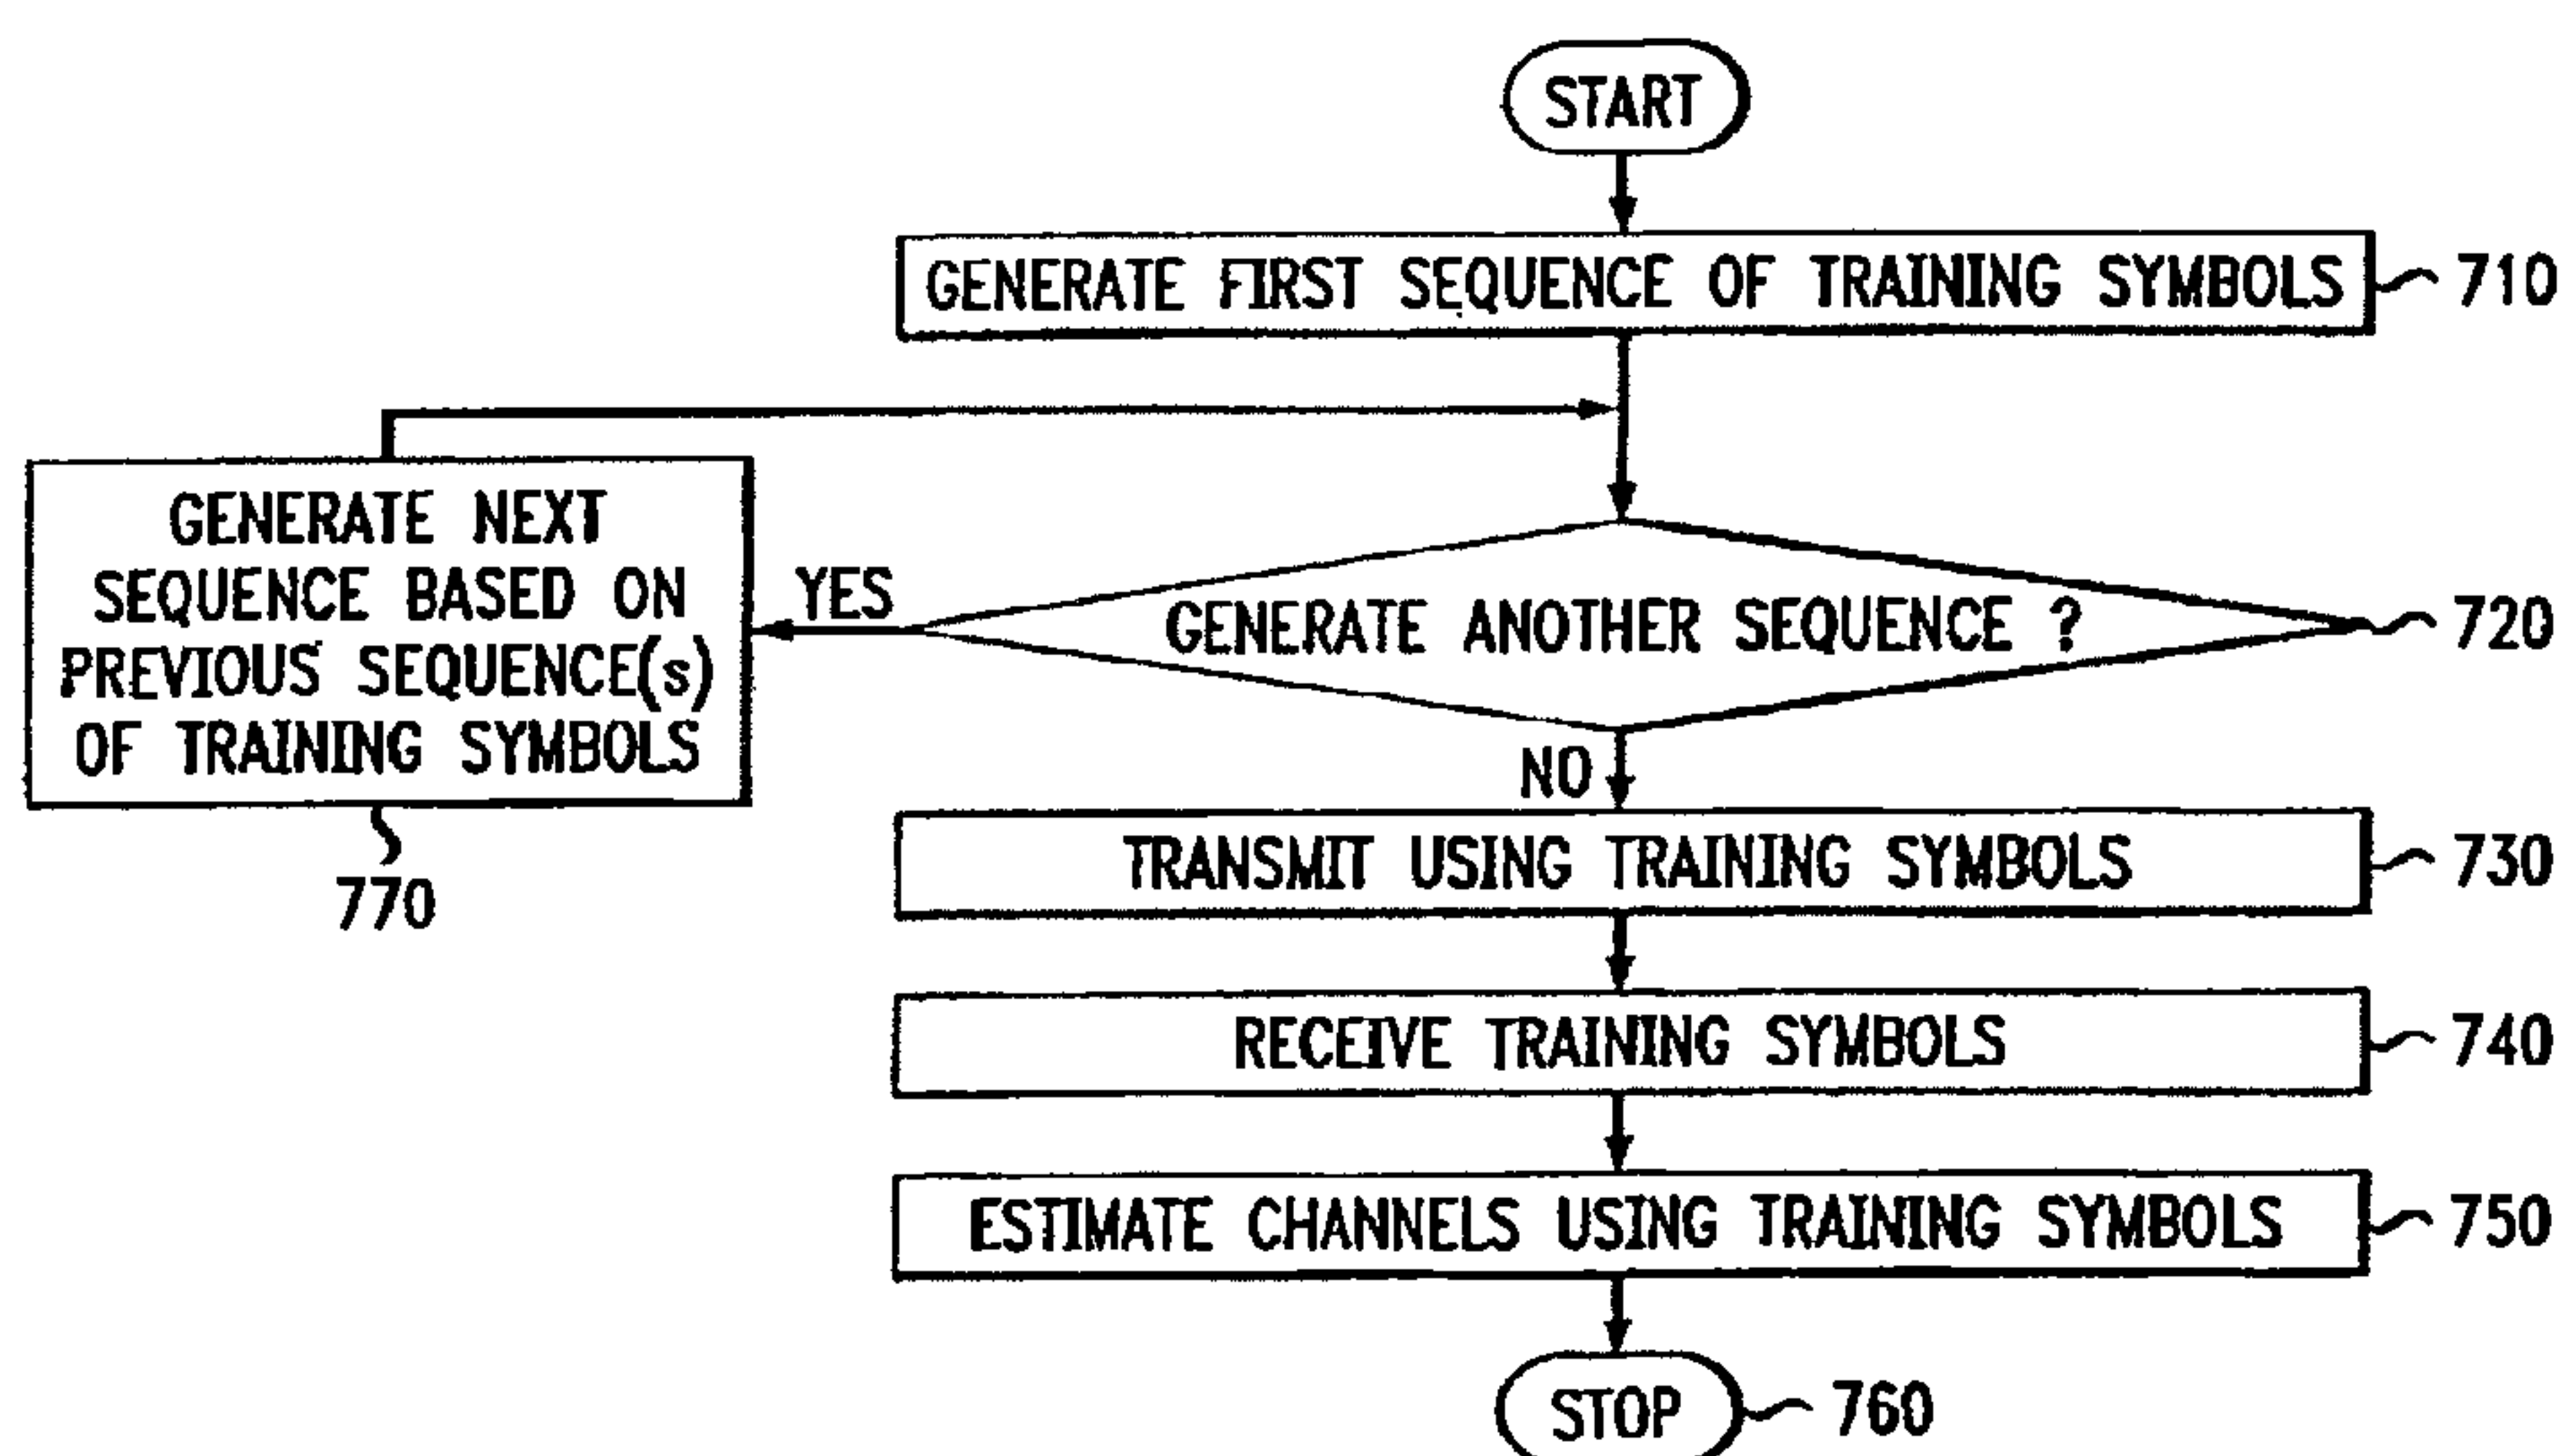 START
GENERATE FIRST SEQUENCE OF TRAINING SYMBOLS
710
GENERATE NEXT
SEQUENCE BASED ON
PREVIOUS SEQUENCE(s)
OF TRAINING SYMBOLS
770
YES
GENERATE ANOTHER SEQUENCE ?
720
NO
TRANSMIT USING TRAINING SYMBOLS
730
RECEIVE TRAINING SYMBOLS
740
ESTIMATE CHANNELS USING TRAINING SYMBOLS
750
STOP
760